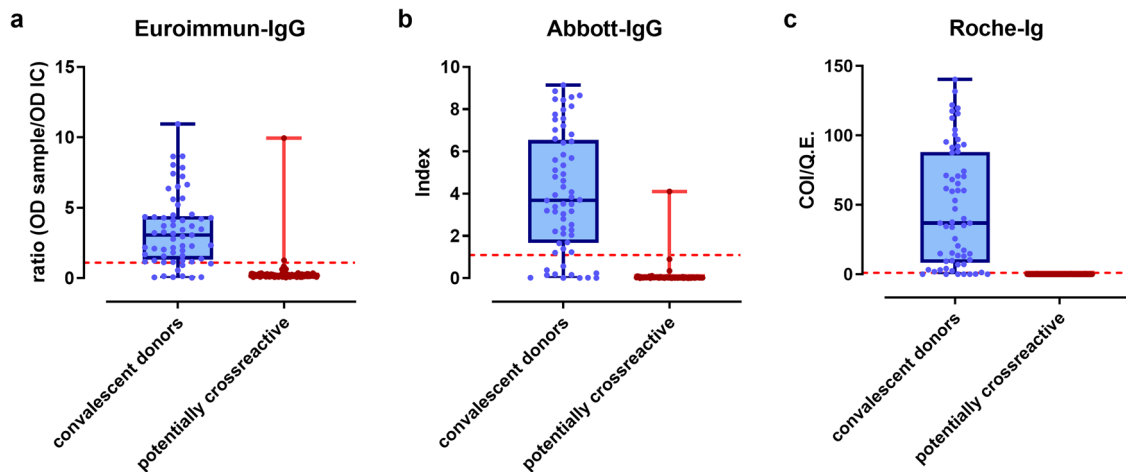 a
Euroimmun-IgG
ratio (OD sample/OD IC)
15
10
5
0
convalescent donors
potentially crossreactive
b
Abbott-IgG
Index
10
8
6
4
2
0
convalescent donors
potentially crossreactive
c
Roche-Ig
COI/Q.E.
150
100
50
0
convalescent donors
potentially crossreactive